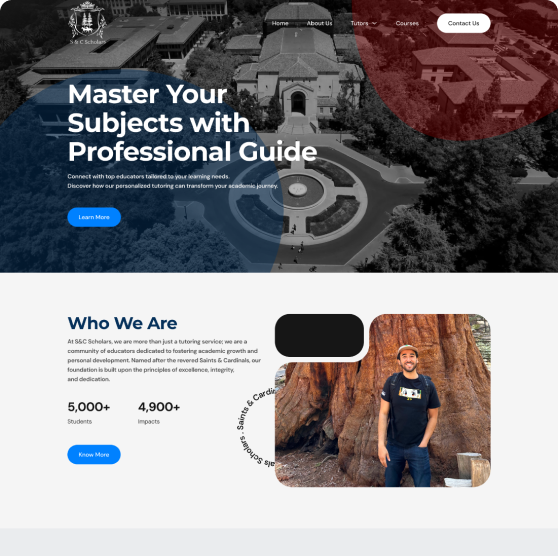 S & C Scholars
Home
About Us
Tutors
Courses
Contact Us
Master Your
Subjects with
Professional Guide
Connect with top educators tailored to your learning needs.
Discover how our personalized tutoring can transform your academic journey.
Learn More
Who We Are
At S&C Scholars, we are more than just a tutoring service; we are a
community of educators dedicated to fostering academic growth and
personal development. Named after the revered Saints & Cardinals, our
foundation is built upon the principles of excellence, integrity,
and dedication.
5,000+
Students
4,900+
Impacts
Know More
als Scholars · Saints & Cardin